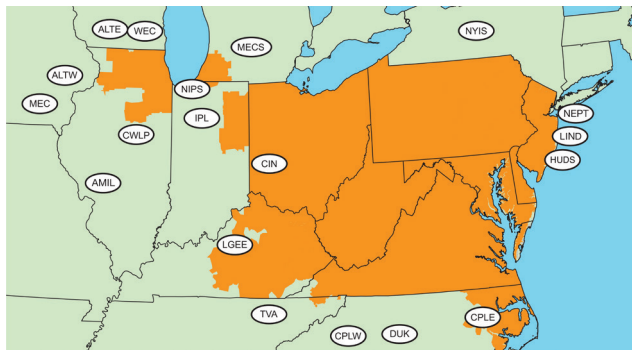 ALTE
WEC
NYIS
MECS
ALTW
NIPS
MEC
NEPT
IPL
CWLP
LIND
CIN
HUDS
AMIL
LGEE
TVA
CPLE
CPLW
DUK